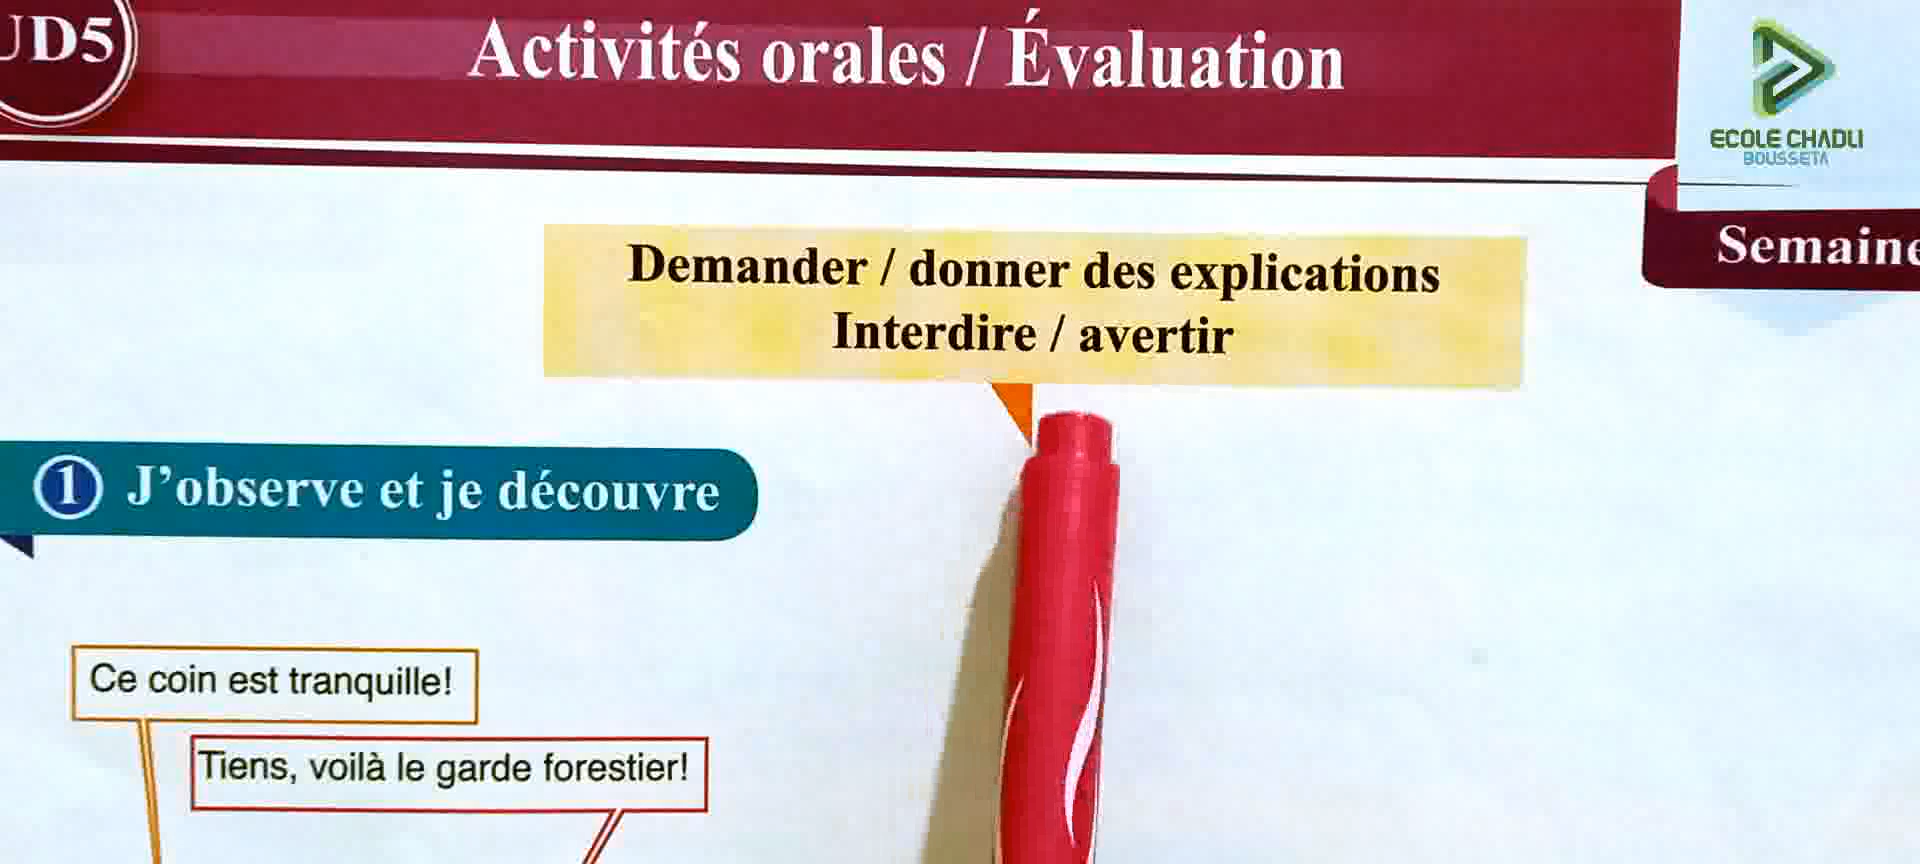 UD5
Activités orales / Évaluation
ECOLE CHADLI
BOUSSETA
Semaine
Demander / donner des explications
Interdire / avertir
1 J’observe et je découvre
Ce coin est tranquille!
Tiens, voilà le garde forestier!